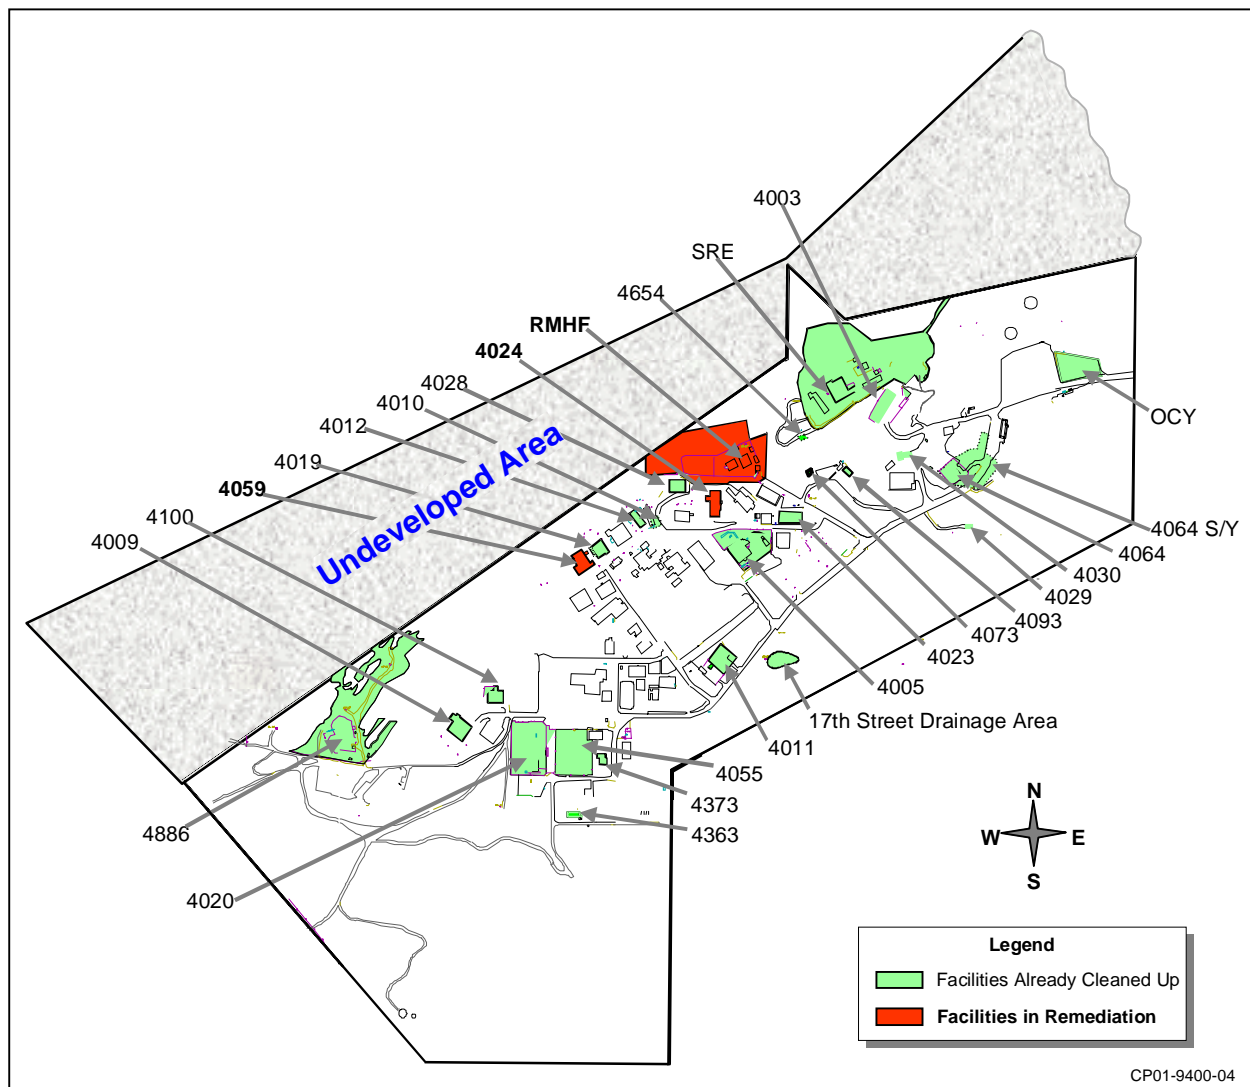 4003
SRE
4654
RMHF
4024
4028
4010
4012
4019
4059
4100
4009
Undeveloped Area
OCY
4064 S/Y
4064
4030
4029
4093
4073
4023
4005
17th Street Drainage Area
4011
4055
4373
4363
4886
4020
N
W E
S
Legend
Facilities Already Cleaned Up
Facilities in Remediation
CP01-9400-04